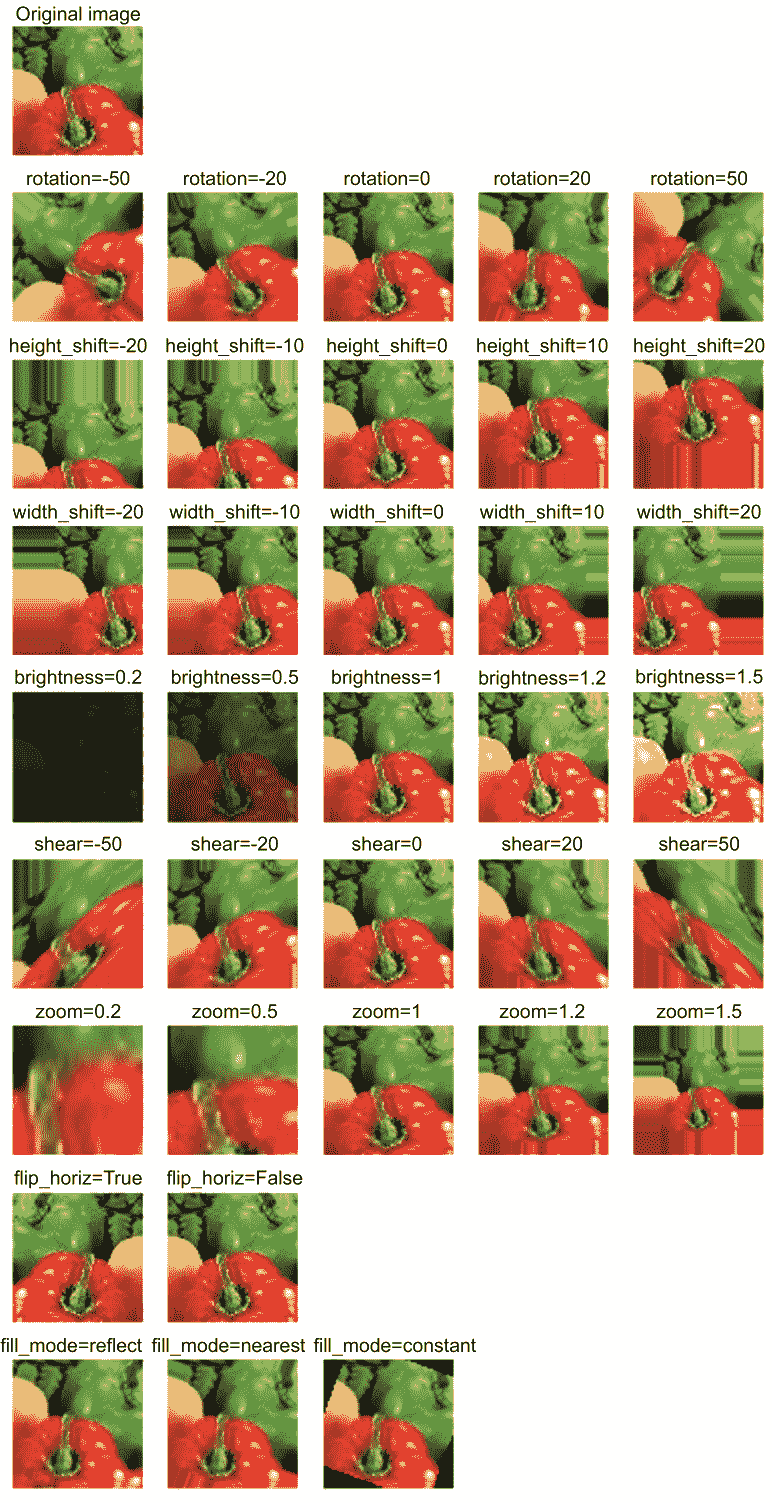 Original image
rotation=-50 rotation=-20 rotation=0 rotation=20 rotation=50
height_shift=-20 height_shift=-10 height_shift=0 height_shift=10 height_shift=20
width_shift=-20 width_shift=-10 width_shift=0 width_shift=10 width_shift=20
brightness=0.2 brightness=0.5 brightness=1 brightness=1.2 brightness=1.5
shear=-50 shear=-20 shear=0 shear=20 shear=50
zoom=0.2 zoom=0.5 zoom=1 zoom=1.2 zoom=1.5
flip_horiz=True flip_horiz=False
fill_mode=reflect fill_mode=nearest fill_mode=constant